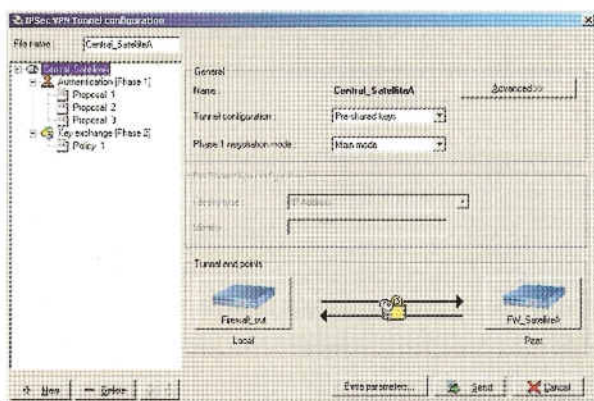 IPSec VPN Tunnel configuration
File name : Central_SatelliteA
Central_SatelliteA
Authentication (Phase 1)
Proposal 1
Proposal 2
Proposal 3
Key exchange (Phase 2)
Policy 1
General
Name : Central_SatelliteA
Advanced >>
Tunnel configuration : Pre-shared keys
Phase 1 negotiation mode : Main mode
Identity type : IP Address
Identity :
Tunnel end points
Firewall_out
FW_SatelliteA
Local
Peer
New
Delete
Extra parameters...
Send
Cancel